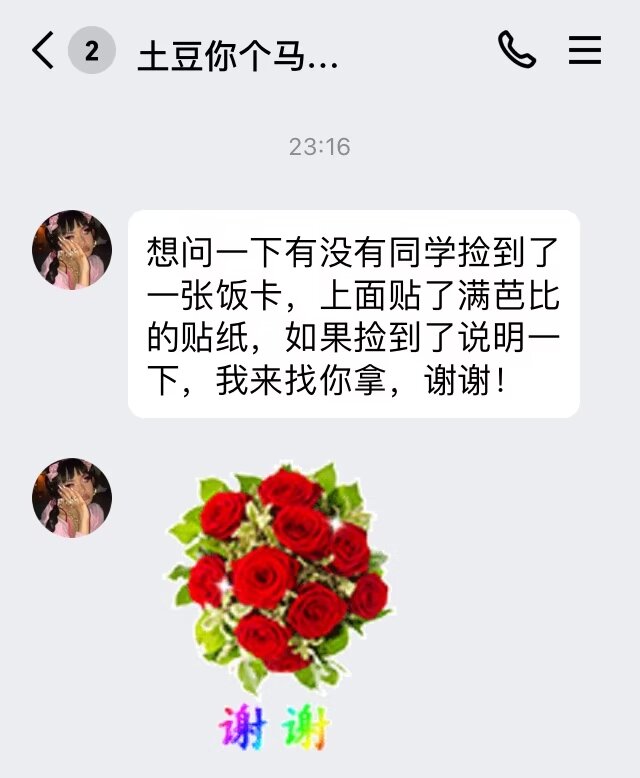 2 土豆你个马...
23:16
想问一下有没有同学捡到了
一张饭卡，上面贴了满芭比
的贴纸，如果捡到了说明一
下，我来找你拿，谢谢！
谢谢